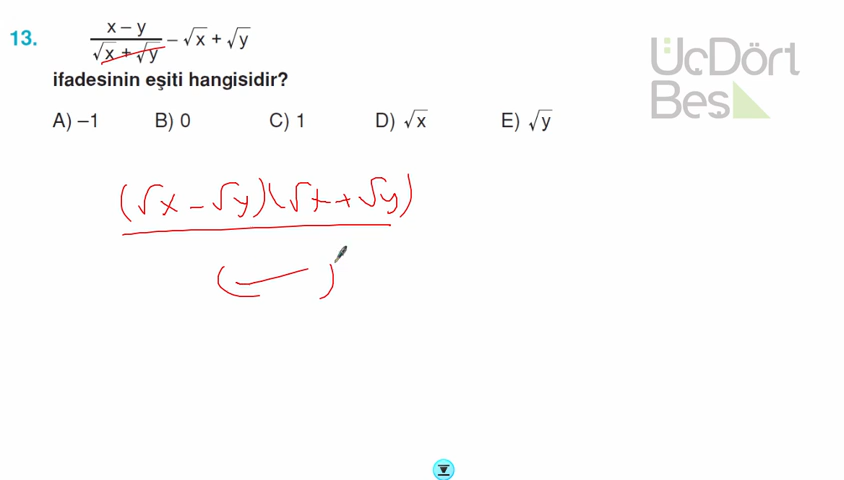 13. x – y
√x + √y – √x + √y
ifadesinin eşiti hangisidir?
A) –1 B) 0 C) 1 D) √x E) √y
(√x – √y)(√x + √y)
( )
ÜçDört
Beş